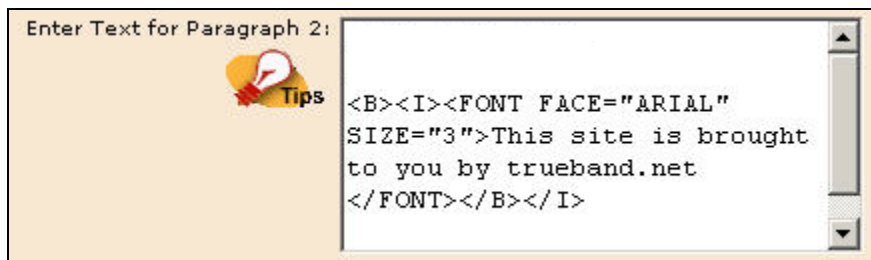 Enter Text for Paragraph 2:
Tips
<B><I><FONT FACE="ARIAL"
SIZE="3">This site is brought
to you by trueband.net
</FONT></B></I>